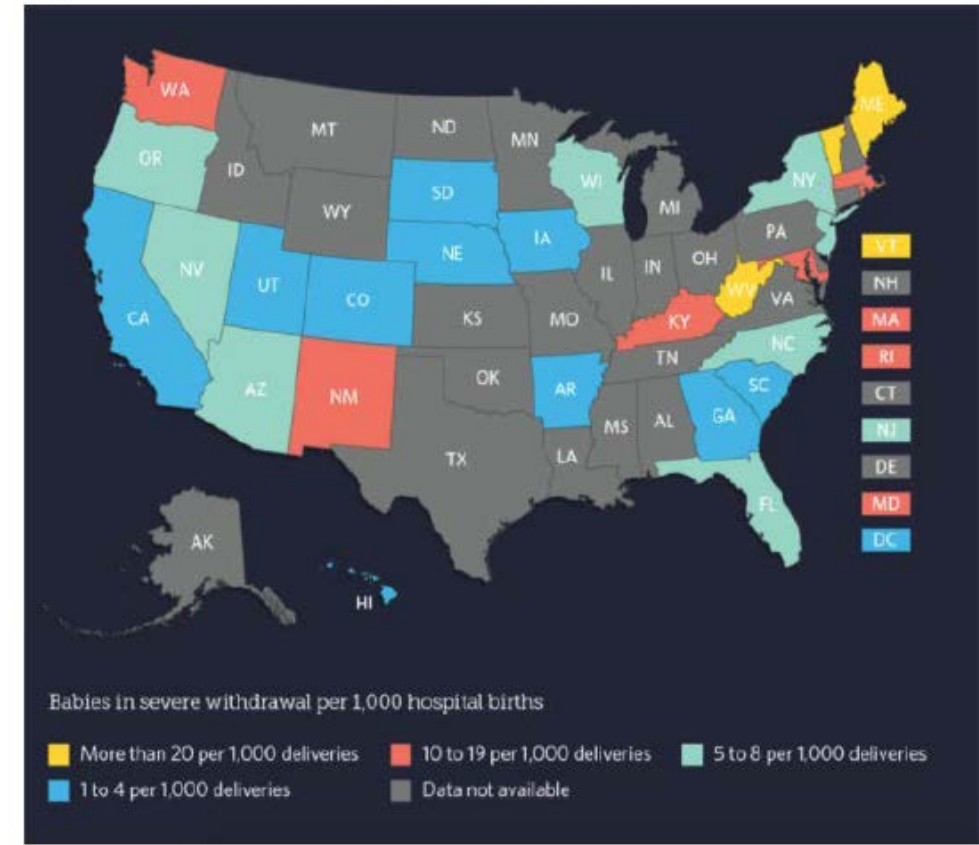 WA
MT
ND
MN
ME
OR
ID
SD
WI
NY
WY
MI
IA
PA
VT
NV
NE
OH
NH
UT
CO
IL
IN
WV
VA
CA
KS
MO
KY
MA
RI
AZ
NM
OK
TN
NC
CT
AR
SC
NJ
MS
AL
GA
TX
LA
DE
FL
MD
AK
DC
HI
Babies in severe withdrawal per 1,000 hospital births
More than 20 per 1,000 deliveries 10 to 19 per 1,000 deliveries 5 to 8 per 1,000 deliveries
1 to 4 per 1,000 deliveries Data not available